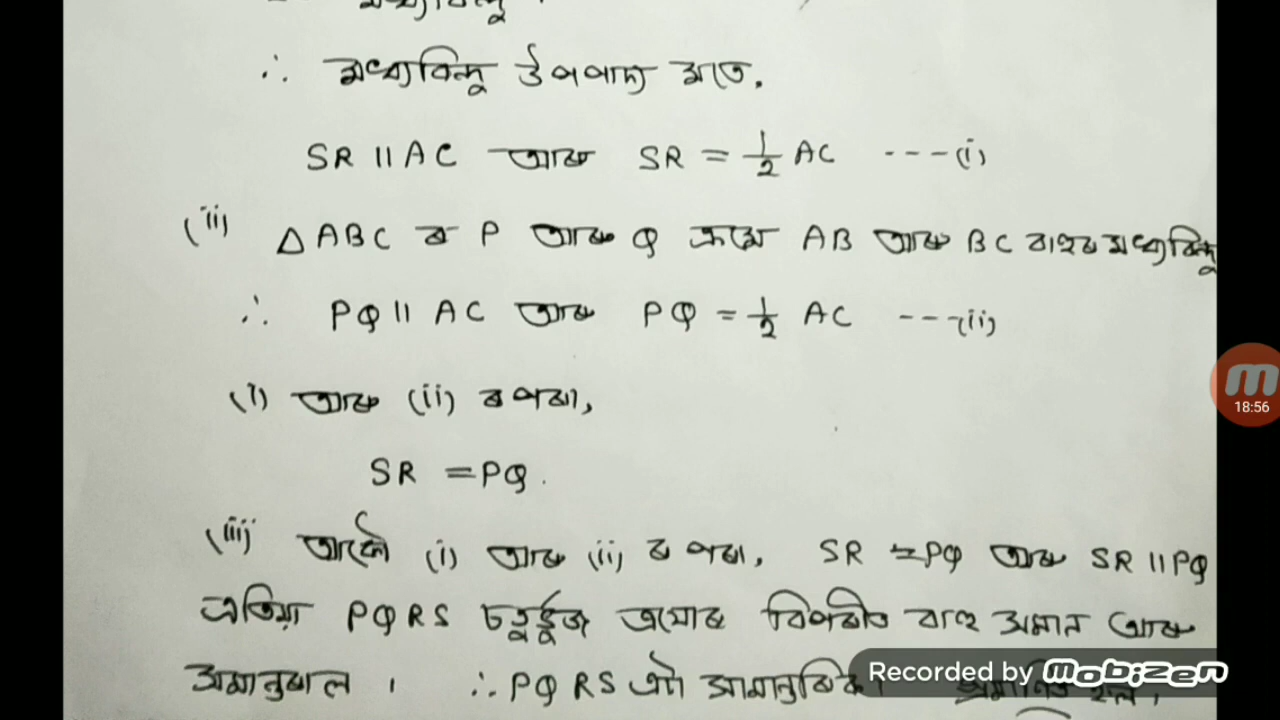 মধ্যবিন্দু
∴ মধ্যবিন্দু উপপাদ্য মতে,
SR || AC আৰু SR = 1/2 AC ---(i)
(ii) Δ ABC ৰ P আৰু Q ক্ৰমে AB আৰু BC বাহুৰ মধ্যবিন্দু
∴ PQ || AC আৰু PQ = 1/2 AC ---(ii)
(i) আৰু (ii) ৰ পৰা,
SR = PQ.
(iii) আকৌ (i) আৰু (ii) ৰ পৰা, SR = PQ আৰু SR || PQ
এতিয়া PQRS চতুৰ্ভুজ এযোৰ বিপৰীত বাহু সমান আৰু
সমান্তৰাল। ∴ PQRS এটা সামান্তৰিক। প্ৰমাণিত হ'ল।
18:56
Recorded by mobizen